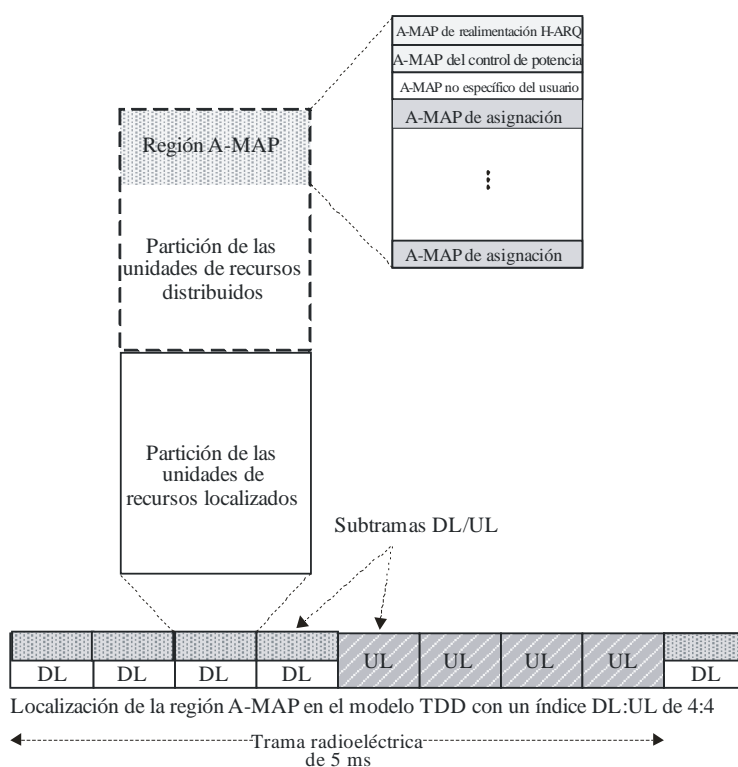 A-MAP de realimentación H-ARQ
A-MAP del control de potencia
A-MAP no específico del usuario
A-MAP de asignación
A-MAP de asignación
Región A-MAP
Partición de las
unidades de recursos
distribuidos
Partición de las
unidades de
recursos localizados
Subtramas DL/UL
DL
DL
DL
DL
UL
UL
UL
UL
DL
Localización de la región A-MAP en el modelo TDD con un índice DL:UL de 4:4
Trama radioeléctrica
de 5 ms